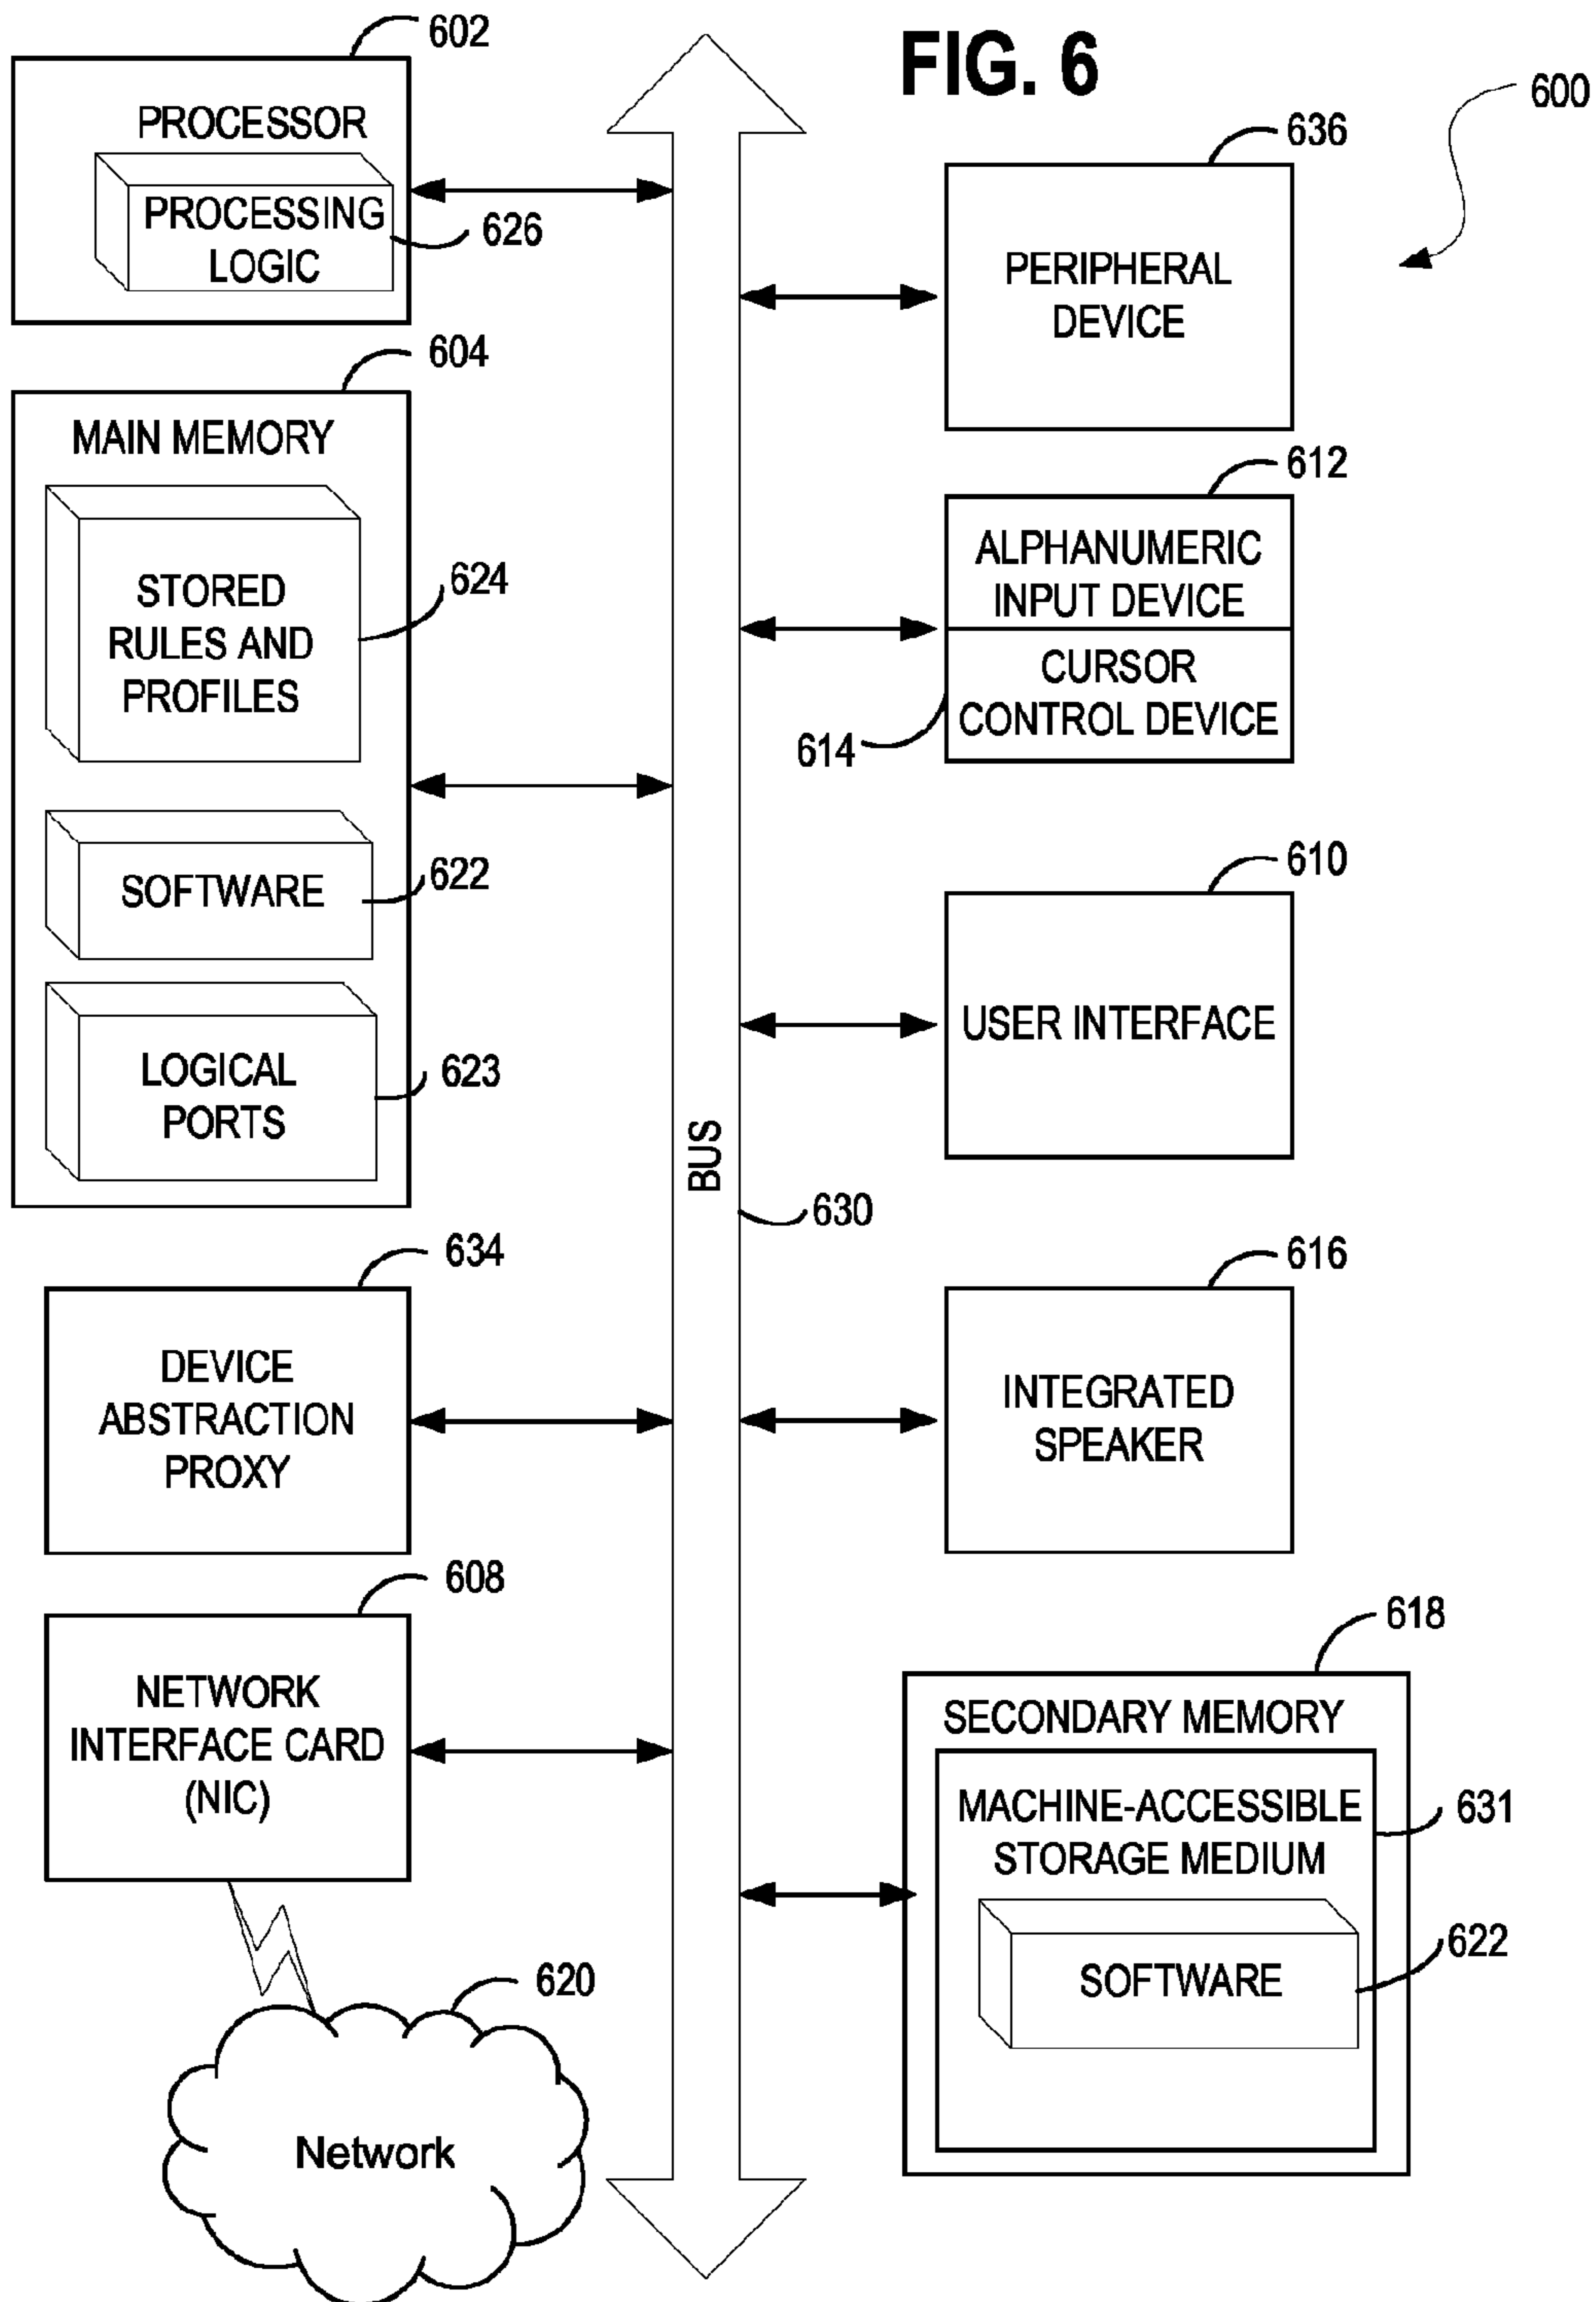 FIG. 6
600
602
PROCESSOR
PROCESSING
LOGIC
626
604
MAIN MEMORY
STORED
RULES AND
PROFILES
624
SOFTWARE
622
LOGICAL
PORTS
623
634
DEVICE
ABSTRACTION
PROXY
608
NETWORK
INTERFACE CARD
(NIC)
620
Network
BUS
630
636
PERIPHERAL
DEVICE
612
ALPHANUMERIC
INPUT DEVICE
CURSOR
CONTROL DEVICE
614
610
USER INTERFACE
616
INTEGRATED
SPEAKER
618
SECONDARY MEMORY
MACHINE-ACCESSIBLE
STORAGE MEDIUM
631
SOFTWARE
622